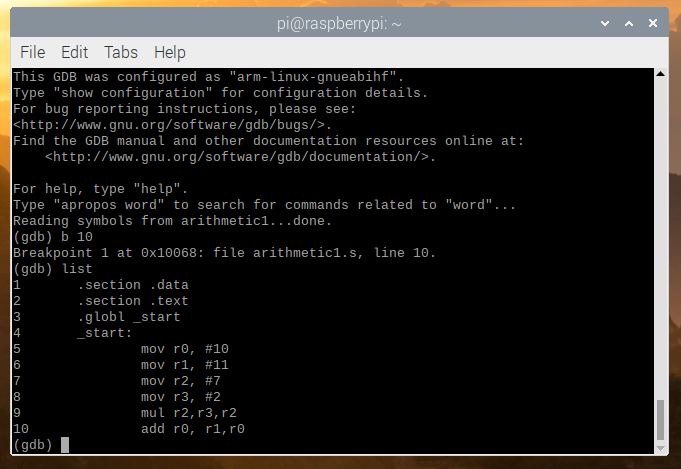 pi@raspberrypi: ~
File Edit Tabs Help
This GDB was configured as "arm-linux-gnueabihf".
Type "show configuration" for configuration details.
For bug reporting instructions, please see:
<http://www.gnu.org/software/gdb/bugs/>.
Find the GDB manual and other documentation resources online at:
    <http://www.gnu.org/software/gdb/documentation/>.

For help, type "help".
Type "apropos word" to search for commands related to "word"...
Reading symbols from arithmetic1...done.
(gdb) b 10
Breakpoint 1 at 0x10068: file arithmetic1.s, line 10.
(gdb) list
1       .section .data
2       .section .text
3       .globl _start
4       _start:
5               mov r0, #10
6               mov r1, #11
7               mov r2, #7
8               mov r3, #2
9               mul r2,r3,r2
10              add r0, r1,r0
(gdb)